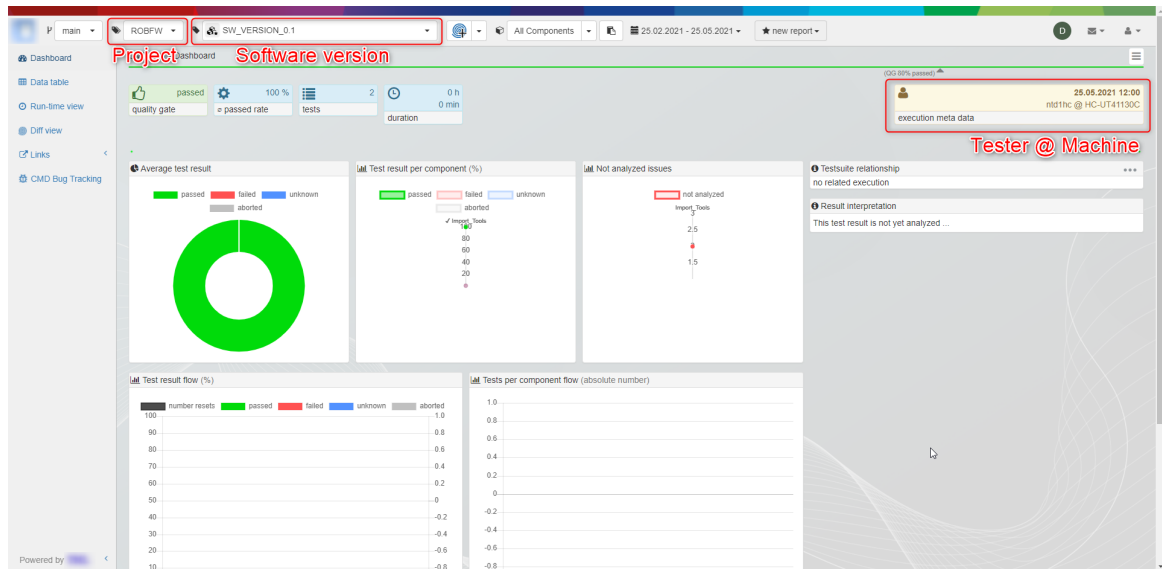 main
ROBFW
SW_VERSION_0.1
All Components
25.02.2021 - 25.05.2021
new report
D
Project
Software version
Dashboard
Data table
Run-time view
Diff view
Links
CMD Bug Tracking
Dashboard
(QG 80% passed)
passed
quality gate
100 %
ø passed rate
2
tests
0 h
0 min
duration
25.05.2021 12:00
ntd1hc @ HC-UT41130C
execution meta data
Tester @ Machine
Average test result
passed failed unknown
aborted
Test result per component (%)
passed failed unknown
aborted
✓ Import_Tools
100
80
60
40
20
0
Not analyzed issues
not analyzed
Import_Tools
3
2.5
1.5
Testsuite relationship
no related execution
Result interpretation
This test result is not yet analyzed ...
Test result flow (%)
number resets passed failed unknown aborted
100 1.0
90 0.8
80 0.6
70 0.4
60 0.2
50 0
40 -0.2
30 -0.4
20 -0.6
10 -0.8
Tests per component flow (absolute number)
1.0
0.8
0.6
0.4
0.2
0
-0.2
-0.4
-0.6
-0.8
Powered by